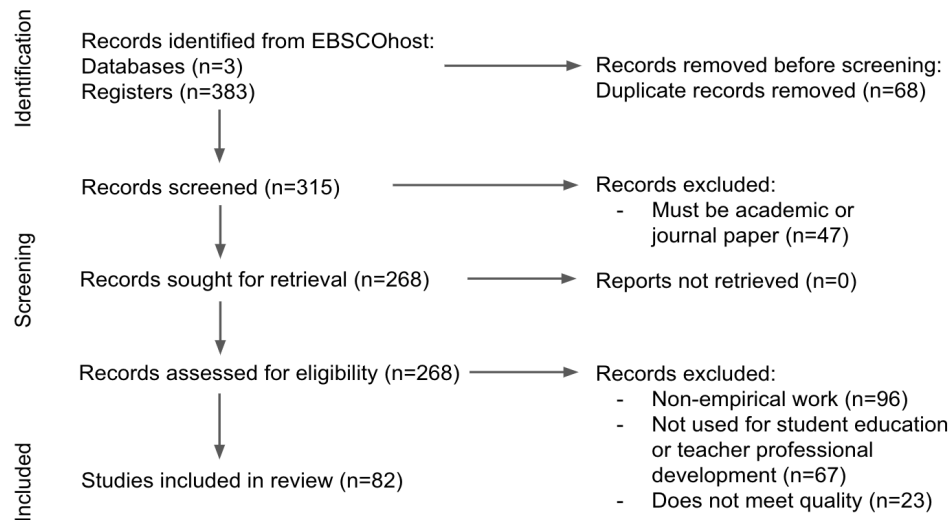 Identification
Records identified from EBSCOhost:
Databases (n=3)
Registers (n=383)
Records removed before screening:
Duplicate records removed (n=68)
Screening
Records screened (n=315)
Records excluded:
- Must be academic or
journal paper (n=47)
Records sought for retrieval (n=268)
Reports not retrieved (n=0)
Records assessed for eligibility (n=268)
Records excluded:
- Non-empirical work (n=96)
- Not used for student education
or teacher professional
development (n=67)
- Does not meet quality (n=23)
Included
Studies included in review (n=82)